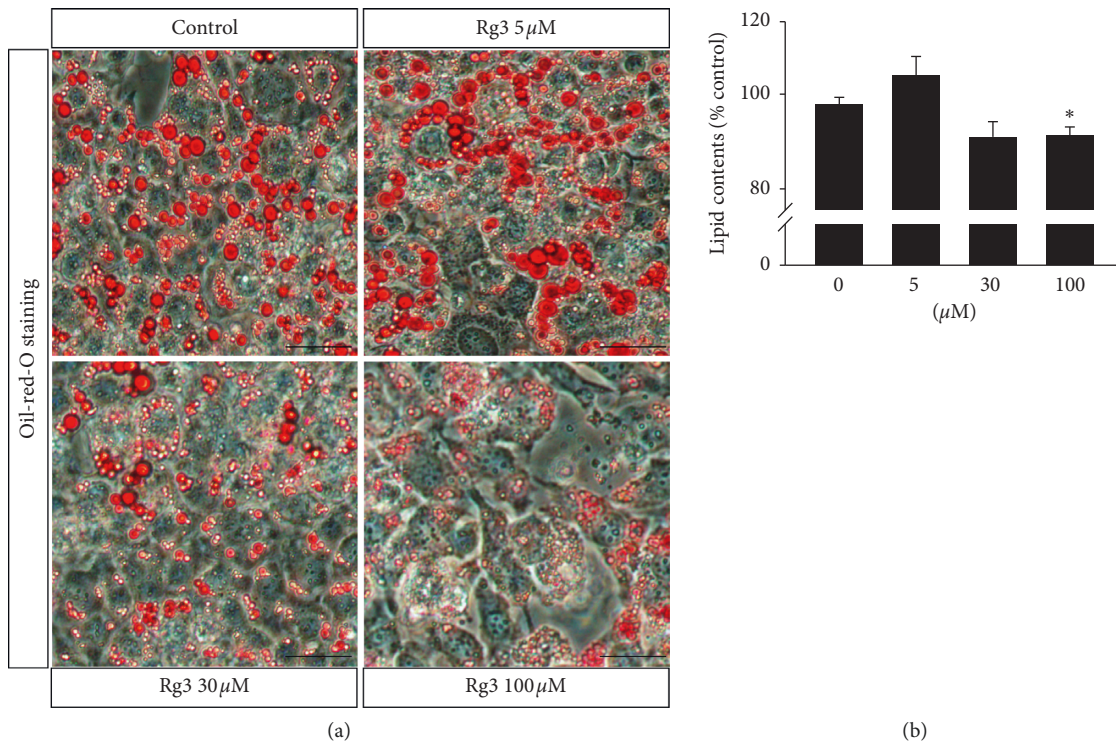 Control
Rg3 5 μM
Oil-red-O staining
Rg3 30 μM
Rg3 100 μM
(a)
Lipid contents (% control)
120
100
80
0
*
0 5 30 100
(μM)
(b)